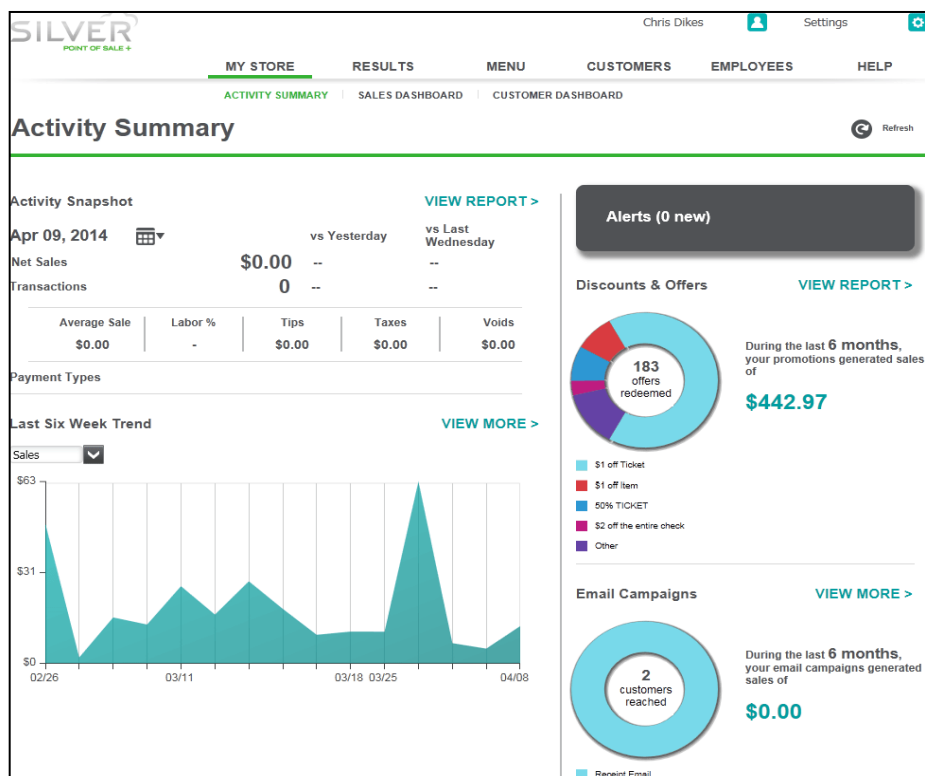 SILVER
POINT OF SALE +
Chris Dikes
Settings
MY STORE RESULTS MENU CUSTOMERS EMPLOYEES HELP
ACTIVITY SUMMARY SALES DASHBOARD CUSTOMER DASHBOARD
Activity Summary
Refresh
Activity Snapshot
VIEW REPORT >
Apr 09, 2014
vs Yesterday
vs Last
Wednesday
Net Sales $0.00 -- --
Transactions 0 -- --
Average Sale Labor % Tips Taxes Voids
$0.00 - $0.00 $0.00 $0.00
Payment Types
Last Six Week Trend
VIEW MORE >
Sales
$63
$31
$0
02/26 03/11 03/18 03/25 04/08
Alerts (0 new)
Discounts & Offers
VIEW REPORT >
183
offers
redeemed
During the last 6 months,
your promotions generated sales
of
$442.97
$1 off Ticket
$1 off Item
50% TICKET
$2 off the entire check
Other
Email Campaigns
VIEW MORE >
2
customers
reached
During the last 6 months,
your email campaigns generated
sales of
$0.00
Receipt Email